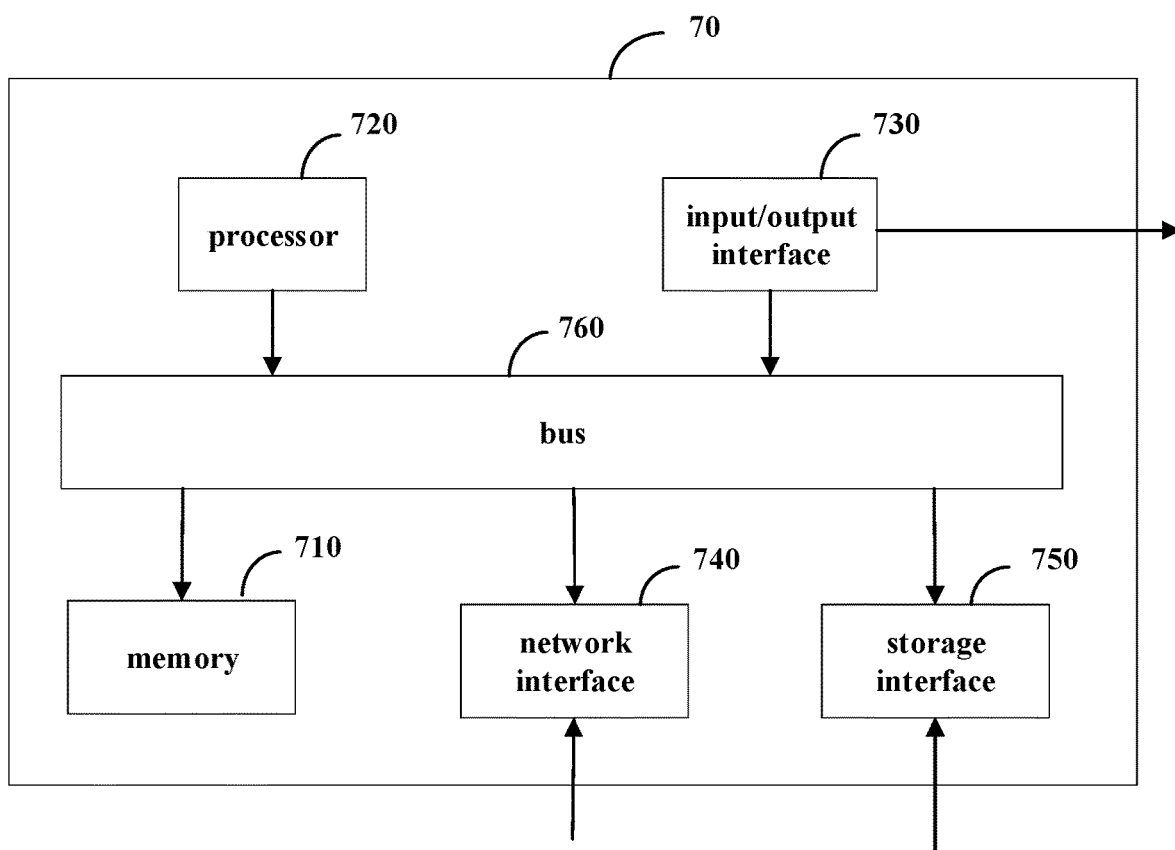 70
720
730
processor
input/output
interface
760
bus
710
740
750
memory
network
interface
storage
interface